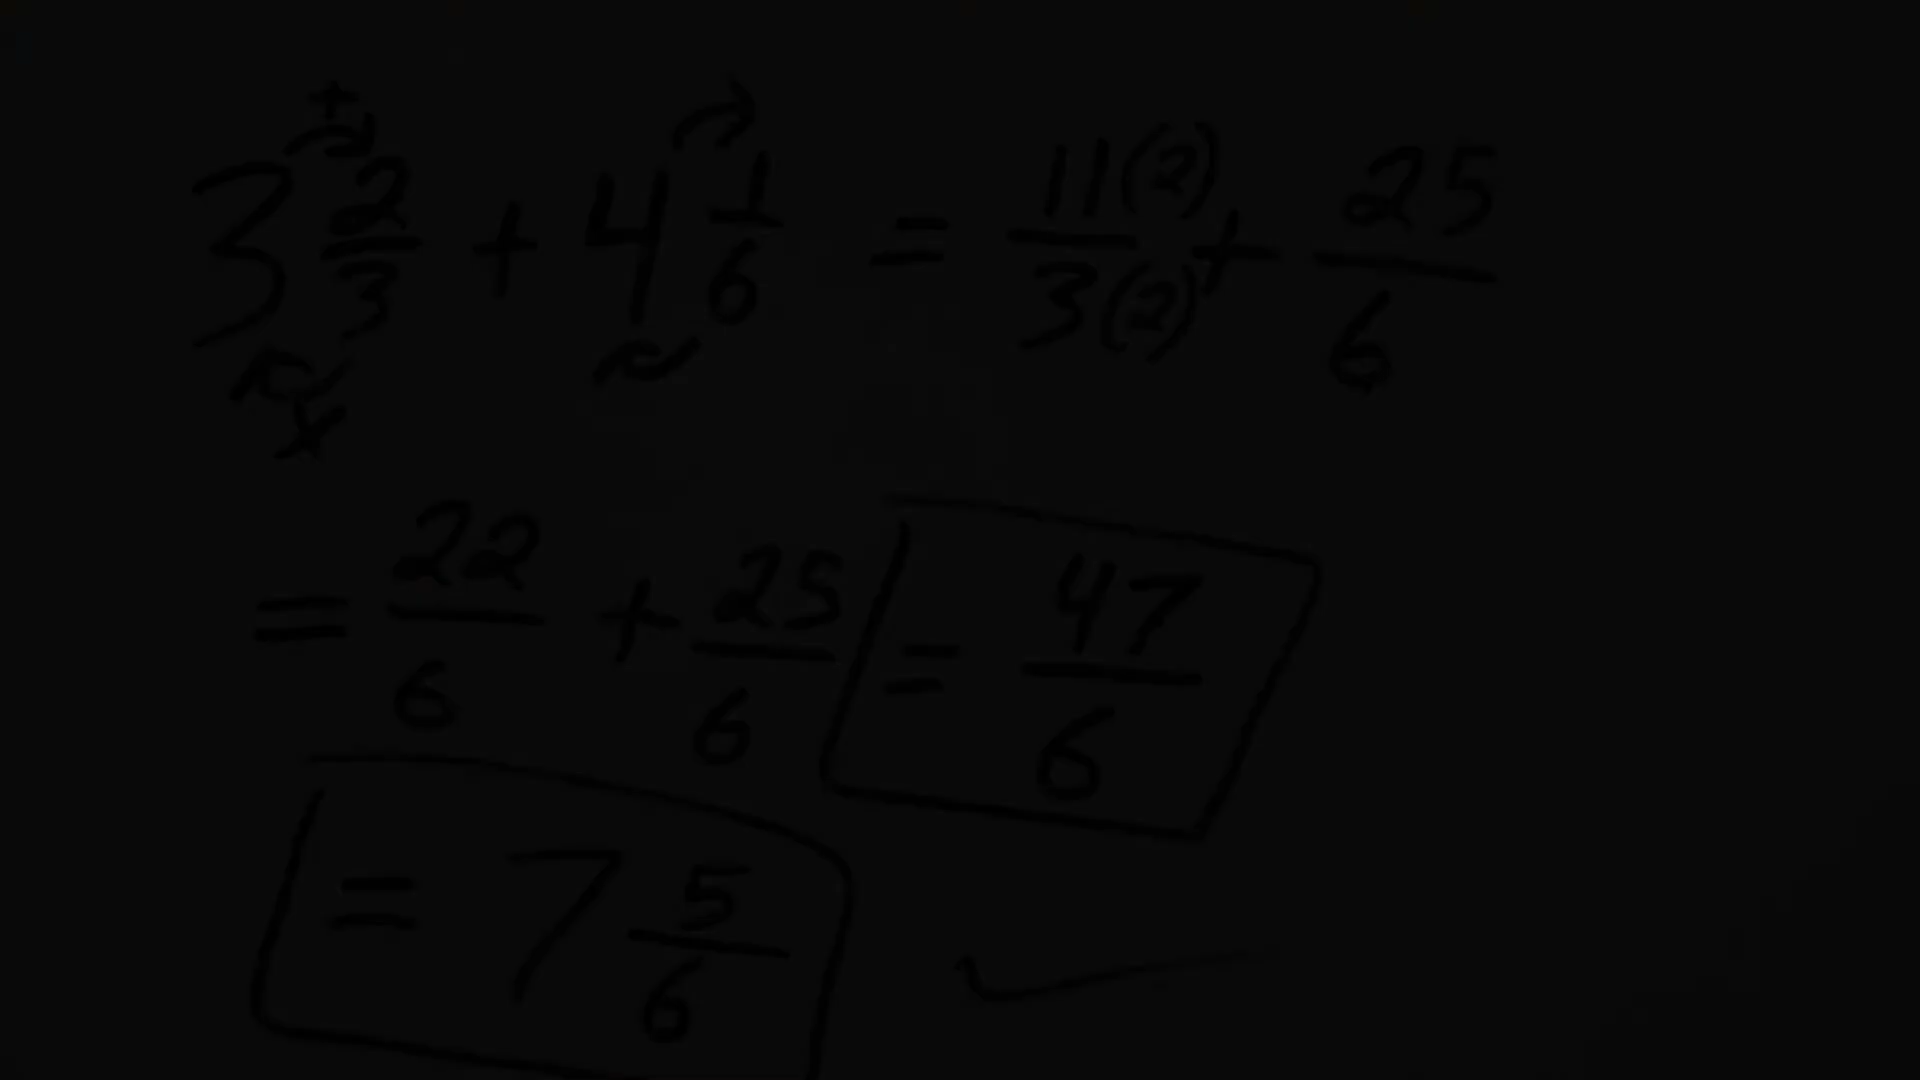 3 2/3 + 4 1/6 = 11(2)/3(2) + 25/6
= 22/6 + 25/6 = 47/6
= 7 5/6